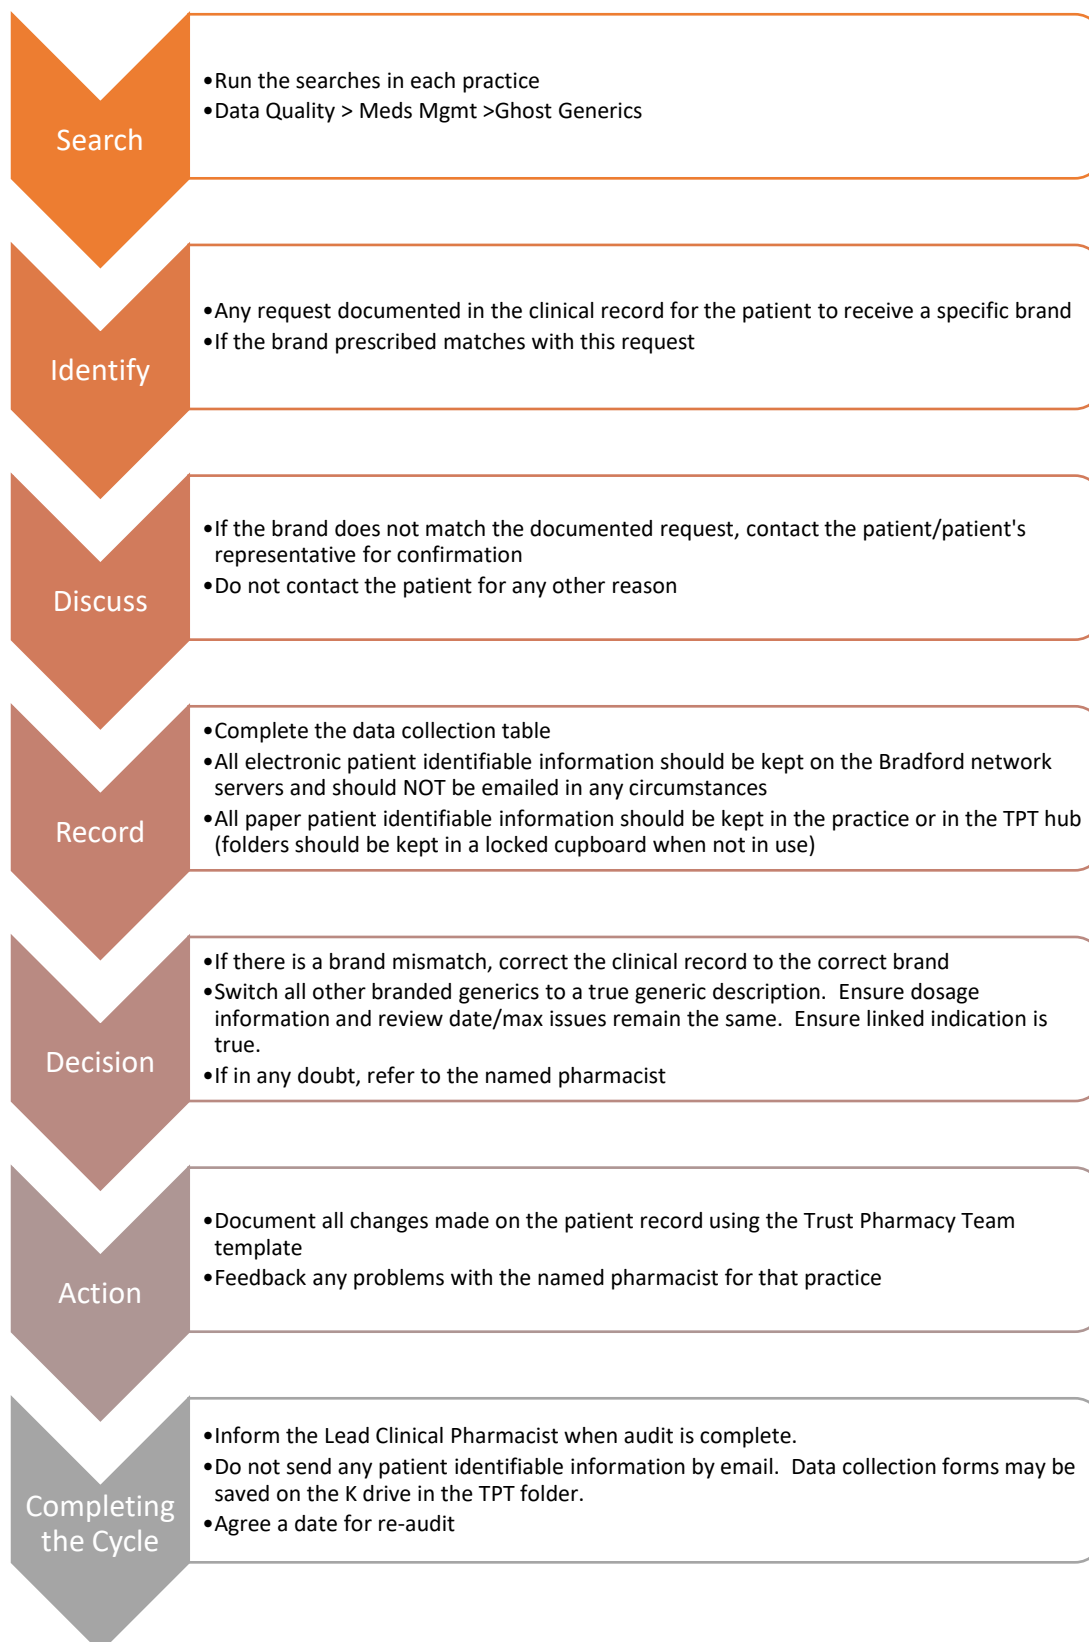 Search
•Run the searches in each practice
•Data Quality > Meds Mgmt >Ghost Generics
Identify
•Any request documented in the clinical record for the patient to receive a specific brand
•If the brand prescribed matches with this request
Discuss
•If the brand does not match the documented request, contact the patient/patient's
representative for confirmation
•Do not contact the patient for any other reason
Record
•Complete the data collection table
•All electronic patient identifiable information should be kept on the Bradford network
servers and should NOT be emailed in any circumstances
•All paper patient identifiable information should be kept in the practice or in the TPT hub
(folders should be kept in a locked cupboard when not in use)
Decision
•If there is a brand mismatch, correct the clinical record to the correct brand
•Switch all other branded generics to a true generic description.  Ensure dosage
information and review date/max issues remain the same.  Ensure linked indication is
true.
•If in any doubt, refer to the named pharmacist
Action
•Document all changes made on the patient record using the Trust Pharmacy Team
template
•Feedback any problems with the named pharmacist for that practice
Completing
the Cycle
•Inform the Lead Clinical Pharmacist when audit is complete.
•Do not send any patient identifiable information by email.  Data collection forms may be
saved on the K drive in the TPT folder.
•Agree a date for re-audit